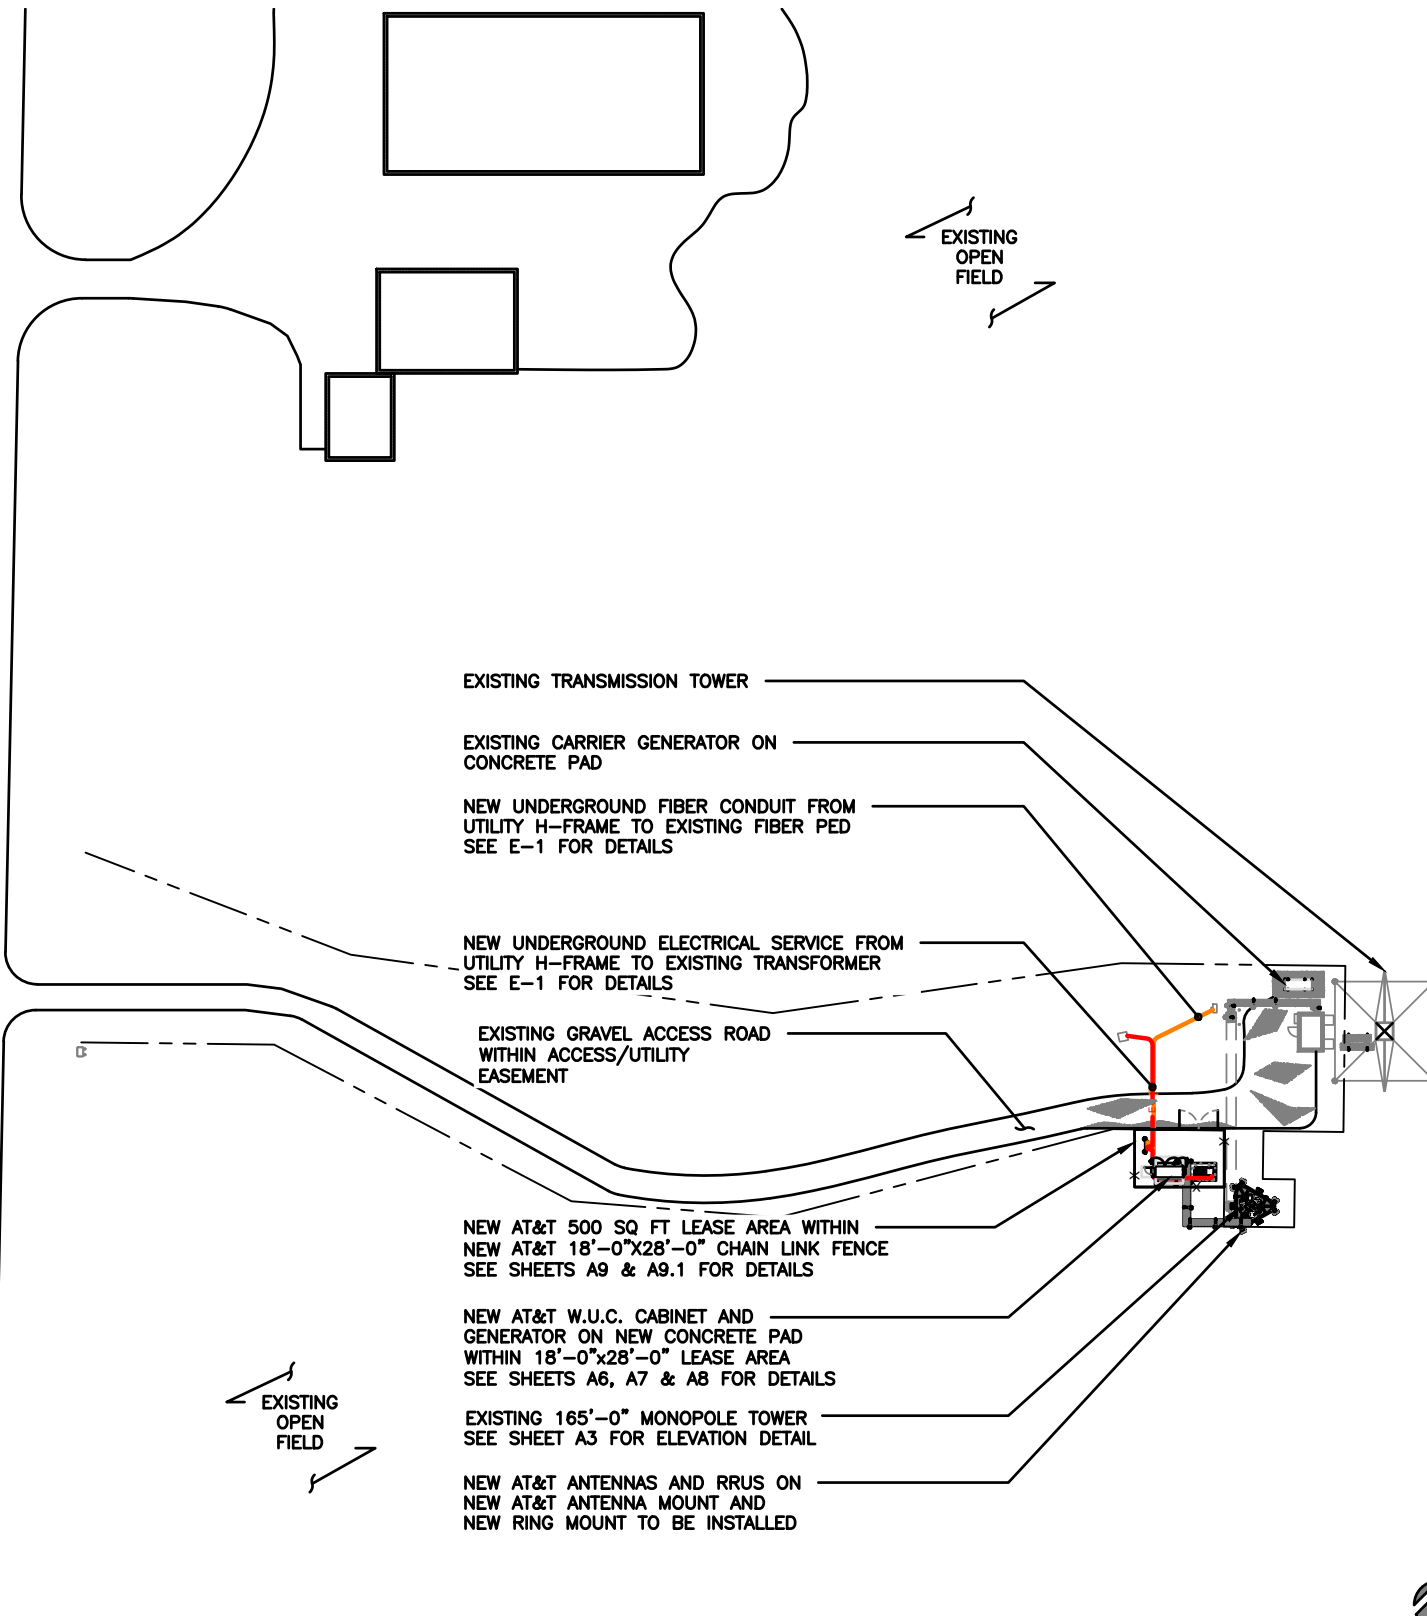 EXISTING
OPEN
FIELD
EXISTING TRANSMISSION TOWER
EXISTING CARRIER GENERATOR ON
CONCRETE PAD
NEW UNDERGROUND FIBER CONDUIT FROM
UTILITY H-FRAME TO EXISTING FIBER PED
SEE E-1 FOR DETAILS
NEW UNDERGROUND ELECTRICAL SERVICE FROM
UTILITY H-FRAME TO EXISTING TRANSFORMER
SEE E-1 FOR DETAILS
EXISTING GRAVEL ACCESS ROAD
WITHIN ACCESS/UTILITY
EASEMENT
NEW AT&T 500 SQ FT LEASE AREA WITHIN
NEW AT&T 18'-0"X28'-0" CHAIN LINK FENCE
SEE SHEETS A9 & A9.1 FOR DETAILS
NEW AT&T W.U.C. CABINET AND
GENERATOR ON NEW CONCRETE PAD
WITHIN 18'-0"x28'-0" LEASE AREA
SEE SHEETS A6, A7 & A8 FOR DETAILS
EXISTING
OPEN
FIELD
EXISTING 165'-0" MONOPOLE TOWER
SEE SHEET A3 FOR ELEVATION DETAIL
NEW AT&T ANTENNAS AND RRUS ON
NEW AT&T ANTENNA MOUNT AND
NEW RING MOUNT TO BE INSTALLED